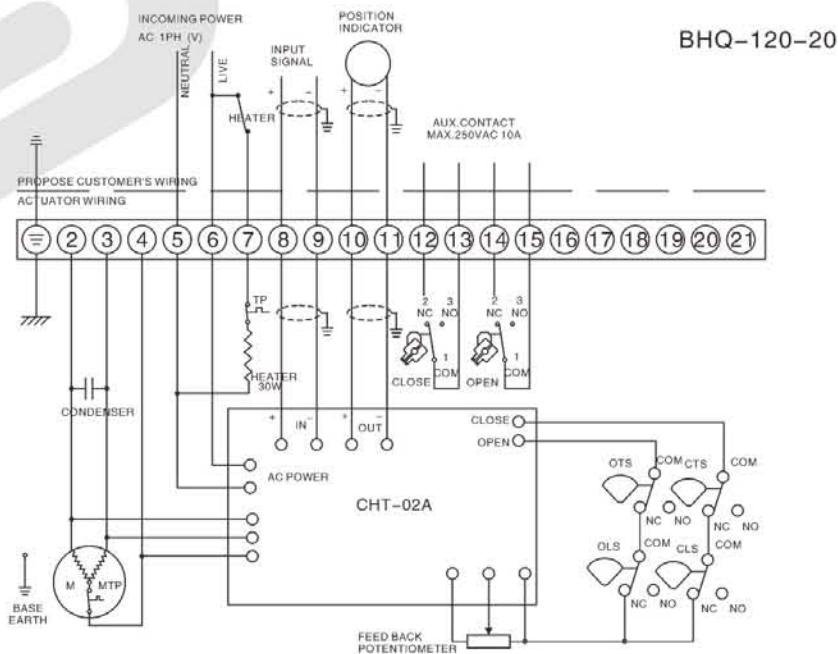 BHQ-120-20
INCOMING POWER
AC 1PH (V)
NEUTRAL
LIVE
HEATER
INPUT
SIGNAL
+ -
POSITION
INDICATOR
+ -
AUX.CONTACT
MAX.250VAC 10A
PROPOSE CUSTOMER'S WIRING
ACTUATOR WIRING
2 3 4 5 6 7 8 9 10 11 12 13 14 15 16 17 18 19 20 21
TP
HEATER
30W
2 3
NC NO
1
COM
CLOSE
2 3
NC NO
1
COM
OPEN
CONDENSER
+ IN -
+ OUT -
CLOSE
OPEN
AC POWER
CHT-02A
OTS COM CTS COM
NC NO NC NO
OLS COM CLS COM
NC NO NC NO
M MTP
BASE
EARTH
FEED BACK
POTENTIOMETER